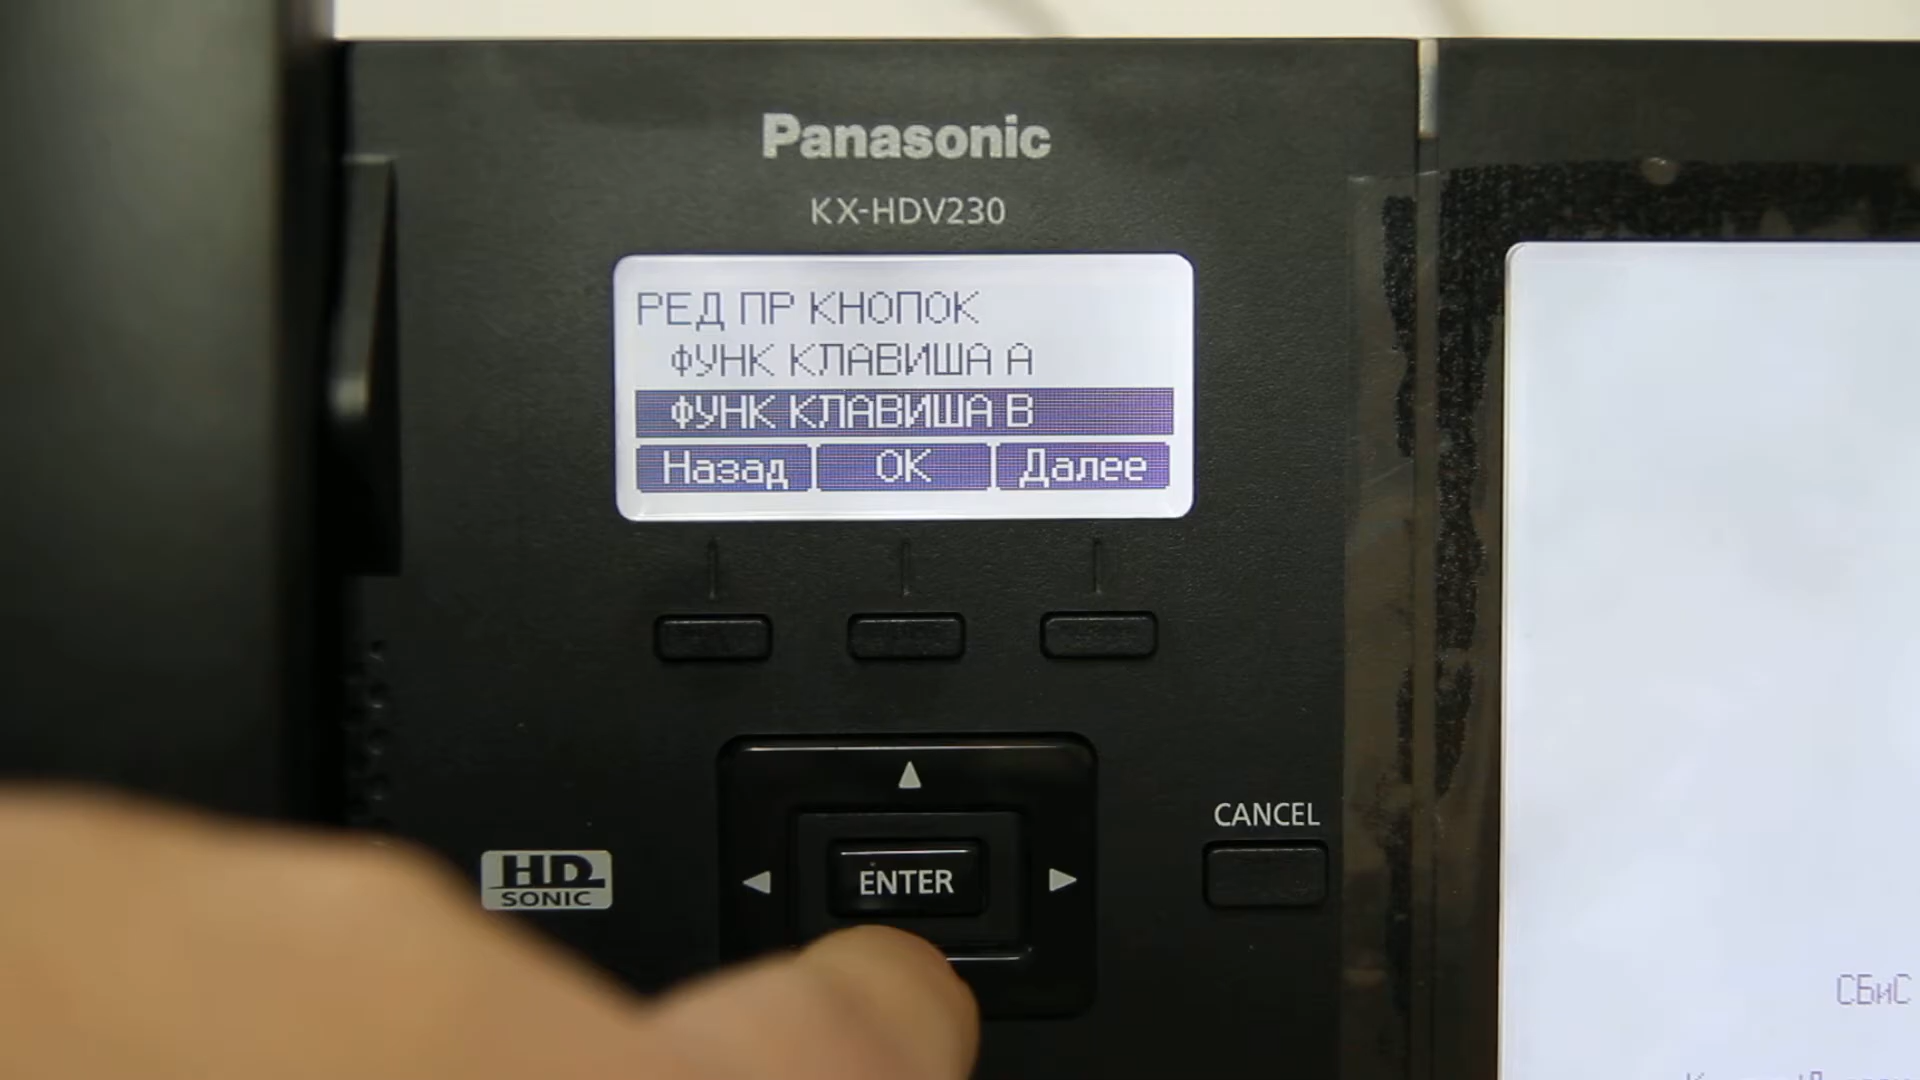 Panasonic
KX-HDV230
РЕД ПР КНОПОК
ФУНК КЛАВИША A
ФУНК КЛАВИША B
Назад OK Далее
CANCEL
ENTER
HD
SONIC
СБиС